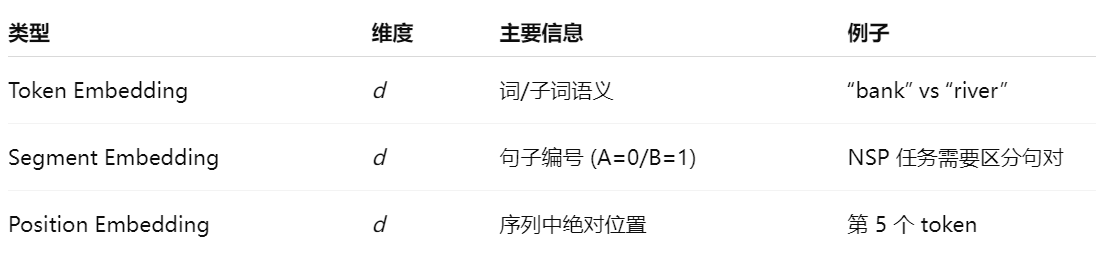 类型 维度 主要信息 例子
Token Embedding d 词/子词语义 “bank” vs “river”
Segment Embedding d 句子编号 (A=0/B=1) NSP 任务需要区分句对
Position Embedding d 序列中绝对位置 第 5 个 token